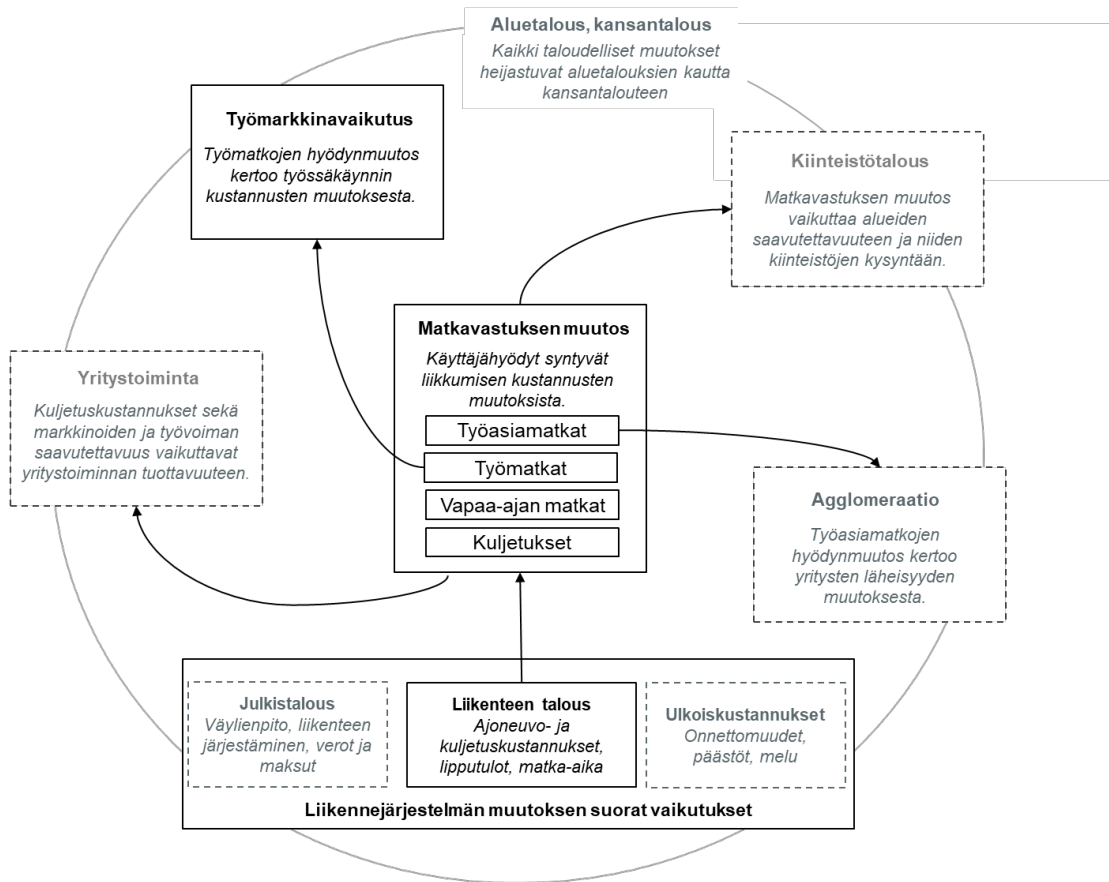 Aluetalous, kansantalous
Kaikki taloudelliset muutokset
heijastuvat aluetalouksien kautta
kansantalouteen
Työmarkkinavaikutus
Työmatkojen hyödynmuutos
kertoo työssäkäynnin
kustannusten muutoksesta.
Kiinteistötalous
Matkavastuksen muutos
vaikuttaa alueiden
saavutettavuuteen ja niiden
kiinteistöjen kysyntään.
Matkavastuksen muutos
Käyttäjähyödyt syntyvät
liikkumisen kustannusten
muutoksista.
Työasiamatkat
Työmatkat
Vapaa-ajan matkat
Kuljetukset
Yritystoiminta
Kuljetuskustannukset sekä
markkinoiden ja työvoiman
saavutettavuus vaikuttavat
yritystoiminnan tuottavuuteen.
Agglomeraatio
Työasiamatkojen
hyödynmuutos kertoo
yritysten läheisyyden
muutoksesta.
Julkistalous
Väylienpito, liikenteen
järjestäminen, verot ja
maksut
Liikenteen talous
Ajoneuvo- ja
kuljetuskustannukset,
lipputulot, matka-aika
Ulkoiskustannukset
Onnettomuudet,
päästöt, melu
Liikennejärjestelmän muutoksen suorat vaikutukset